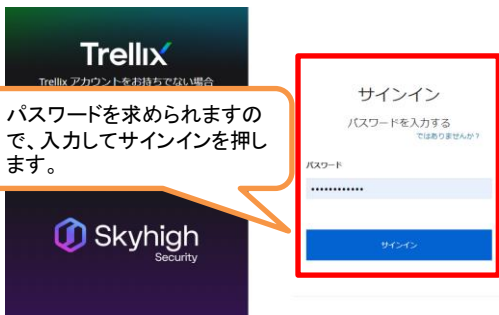 Trellix
Trellix アカウントをお持ちでない場合
パスワードを求められますの
で、入力してサインインを押し
ます。
Skyhigh
Security
サインイン
パスワードを入力する
ではありませんか？
パスワード
••••••••••••
サインイン